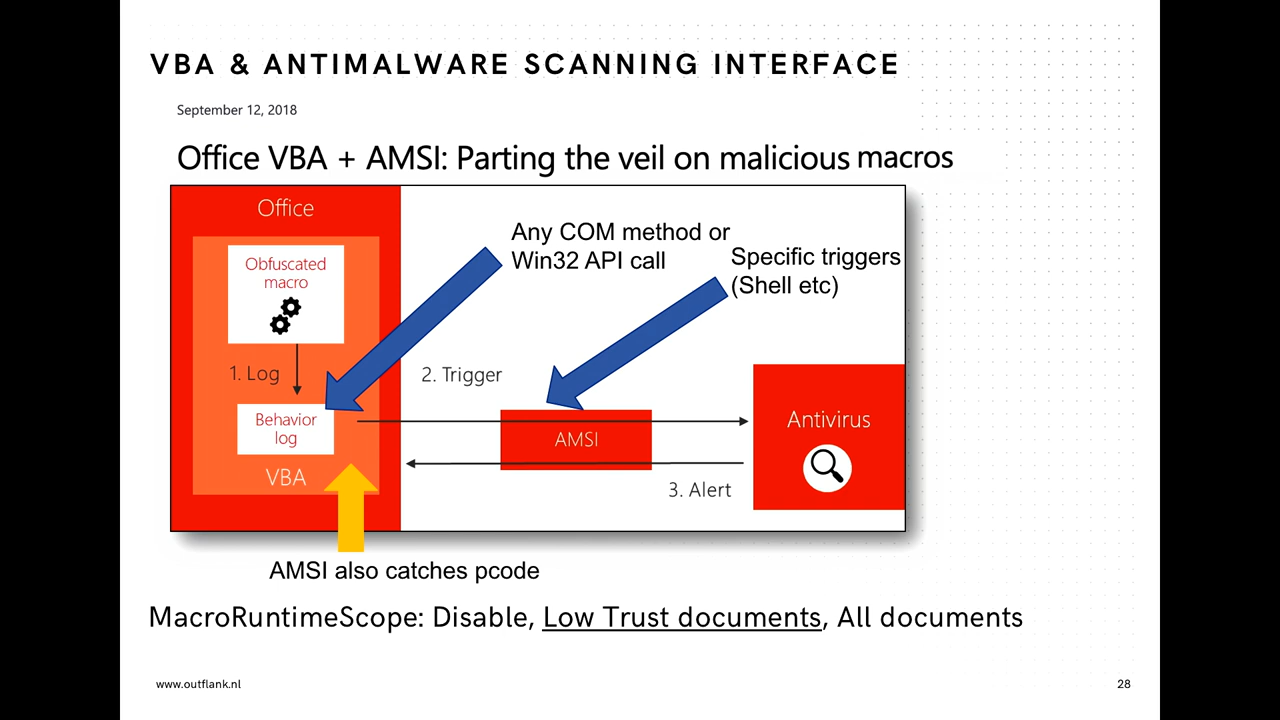 VBA & ANTIMALWARE SCANNING INTERFACE
September 12, 2018
Office VBA + AMSI: Parting the veil on malicious macros
Office
Obfuscated
macro
1. Log
Behavior
log
VBA
Any COM method or
Win32 API call
Specific triggers
(Shell etc)
2. Trigger
AMSI
3. Alert
Antivirus
AMSI also catches pcode
MacroRuntimeScope: Disable, Low Trust documents, All documents
www.outflank.nl
28